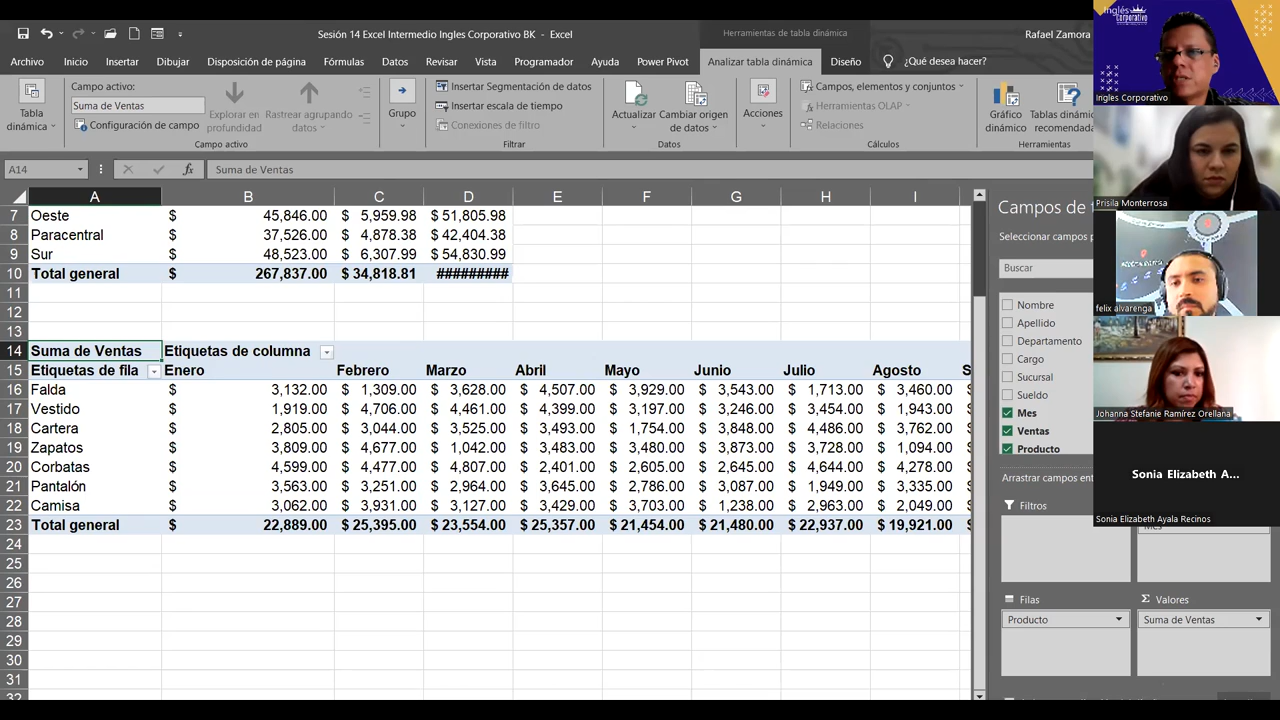 Sesión 14 Excel Intermedio Ingles Corporativo BK - Excel
Herramientas de tabla dinámica
Rafael Zamora
Archivo Inicio Insertar Dibujar Disposición de página Fórmulas Datos Revisar Vista Programador Ayuda Power Pivot Analizar tabla dinámica Diseño ¿Qué desea hacer?
Tabla dinámica
Campo activo:
Suma de Ventas
Configuración de campo
Explorar en profundidad
Rastrear agrupando datos
Campo activo
Grupo
Insertar Segmentación de datos
Insertar escala de tiempo
Conexiones de filtro
Filtrar
Actualizar
Cambiar origen de datos
Datos
Acciones
Campos, elementos y conjuntos
Herramientas OLAP
Relaciones
Cálculos
Gráfico dinámico
Tablas dinámicas recomendadas
Herramientas
A14 fx Suma de Ventas
A B C D E F G H I
7 Oeste $ 45,846.00 $ 5,959.98 $ 51,805.98
8 Paracentral $ 37,526.00 $ 4,878.38 $ 42,404.38
9 Sur $ 48,523.00 $ 6,307.99 $ 54,830.99
10 Total general $ 267,837.00 $ 34,818.81 #########
11
12
13
14 Suma de Ventas Etiquetas de columna
15 Etiquetas de fila Enero Febrero Marzo Abril Mayo Junio Julio Agosto S
16 Falda $ 3,132.00 $ 1,309.00 $ 3,623.00 $ 4,507.00 $ 3,929.00 $ 3,543.00 $ 1,713.00 $ 3,460.00 $
17 Vestido $ 1,919.00 $ 4,706.00 $ 4,461.00 $ 4,399.00 $ 3,197.00 $ 3,246.00 $ 3,454.00 $ 1,943.00 $
18 Cartera $ 2,805.00 $ 3,044.00 $ 3,493.00 $ 1,754.00 $ 3,848.00 $ 4,486.00 $ 3,762.00 $
19 Zapatos $ 3,809.00 $ 4,677.00 $ 1,042.00 $ 3,483.00 $ 3,480.00 $ 3,873.00 $ 3,728.00 $ 1,094.00 $
20 Corbatas $ 4,599.00 $ 4,477.00 $ 4,807.00 $ 2,401.00 $ 2,605.00 $ 2,645.00 $ 4,644.00 $ 4,278.00 $
21 Pantalón $ 3,563.00 $ 3,251.00 $ 3,645.00 $ 2,786.00 $ 3,087.00 $ 1,949.00 $ 3,335.00 $
22 Camisa $ 3,062.00 $ 3,931.00 $ 3,127.00 $ 3,429.00 $ 3,703.00 $ 1,238.00 $ 2,963.00 $ 2,049.00 $
23 Total general $ 22,889.00 $ 25,395.00 $ 23,554.00 $ 25,357.00 $ 21,454.00 $ 21,480.00 $ 22,937.00 $ 19,921.00 $
24
25
26
27
28
29
30
31
32
Campos de
Seleccionar campos
Buscar
Nombre
Apellido
Departamento
Cargo
Sucursal
Sueldo
Mes
Ventas
Producto
Arrastrar campos
Filtros
Mes
Filas
Producto
Σ Valores
Suma de Ventas
Inglés Corporativo
Ingles Corporativo
Prisila Monterrosa
felix alvarenga
Johanna Stefanie Ramírez Orellana
Sonia Elizabeth A...
Sonia Elizabeth Ayala Recinos